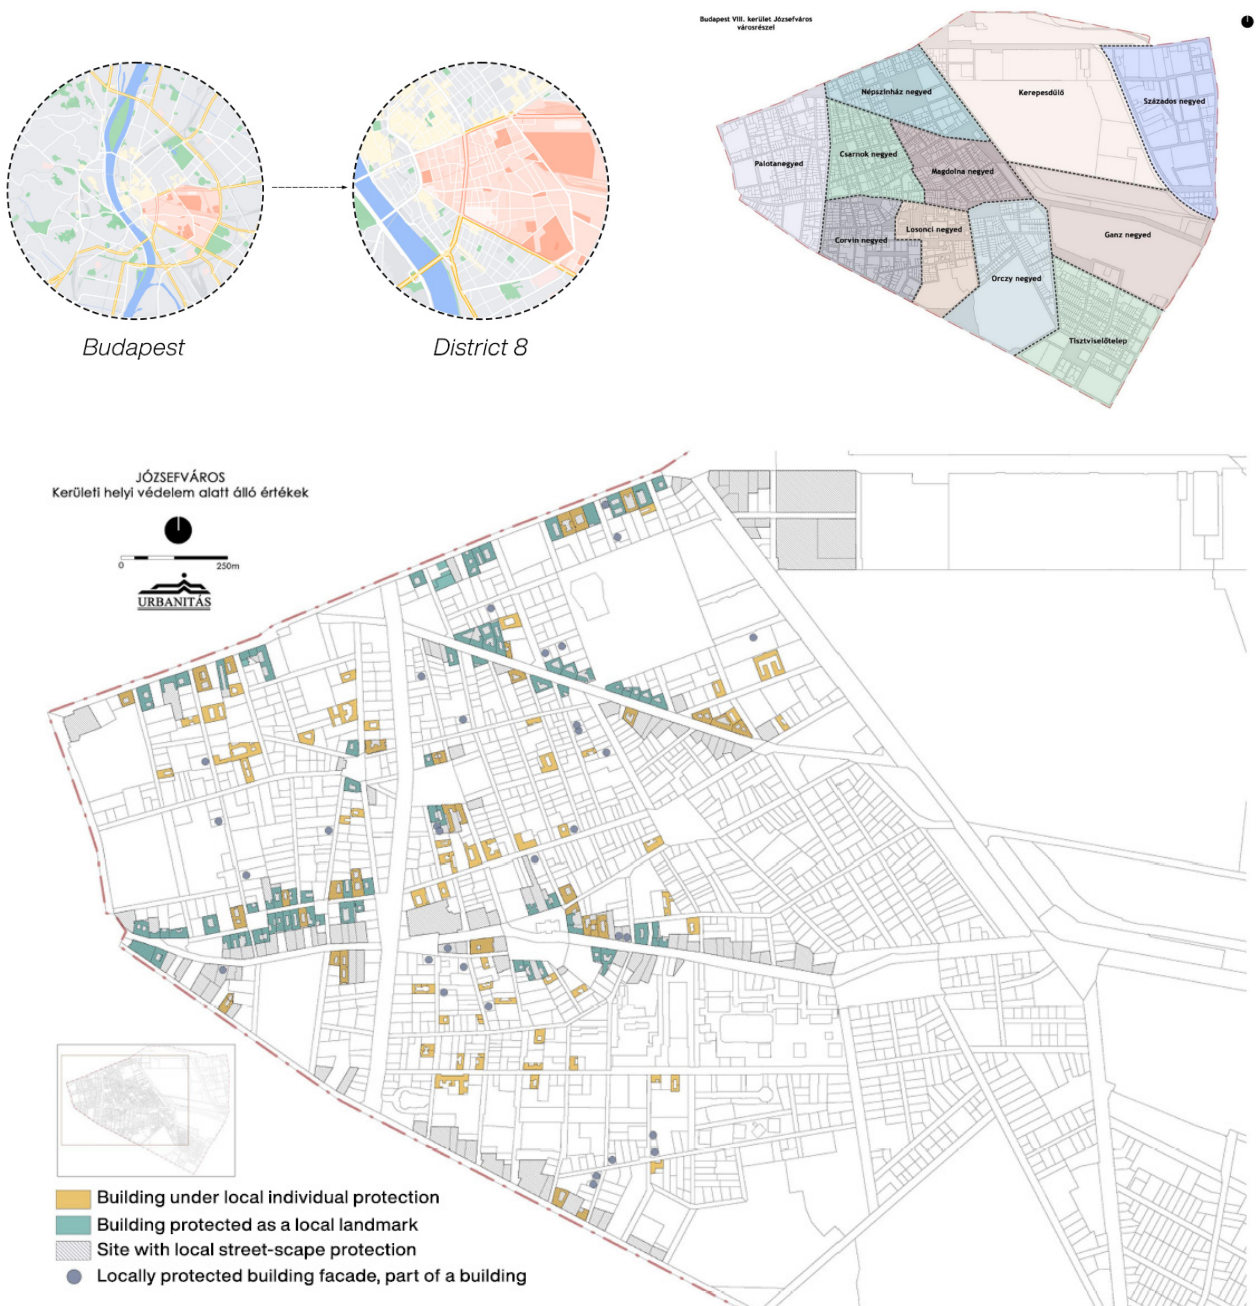 Budapest VIII. kerület Józsefváros
városrészei
Népszínház negyed
Kerepesdűlő
Százados negyed
Palotanegyed
Csarnok negyed
Magdolna negyed
Corvin negyed
Losonci negyed
Ganz negyed
Orczy negyed
Tisztviselőtelep
Budapest
District 8
JÓZSEFVÁROS
Kerületi helyi védelem alatt álló értékek
0
250m
URBANITÁS
Building under local individual protection
Building protected as a local landmark
Site with local street-scape protection
Locally protected building facade, part of a building